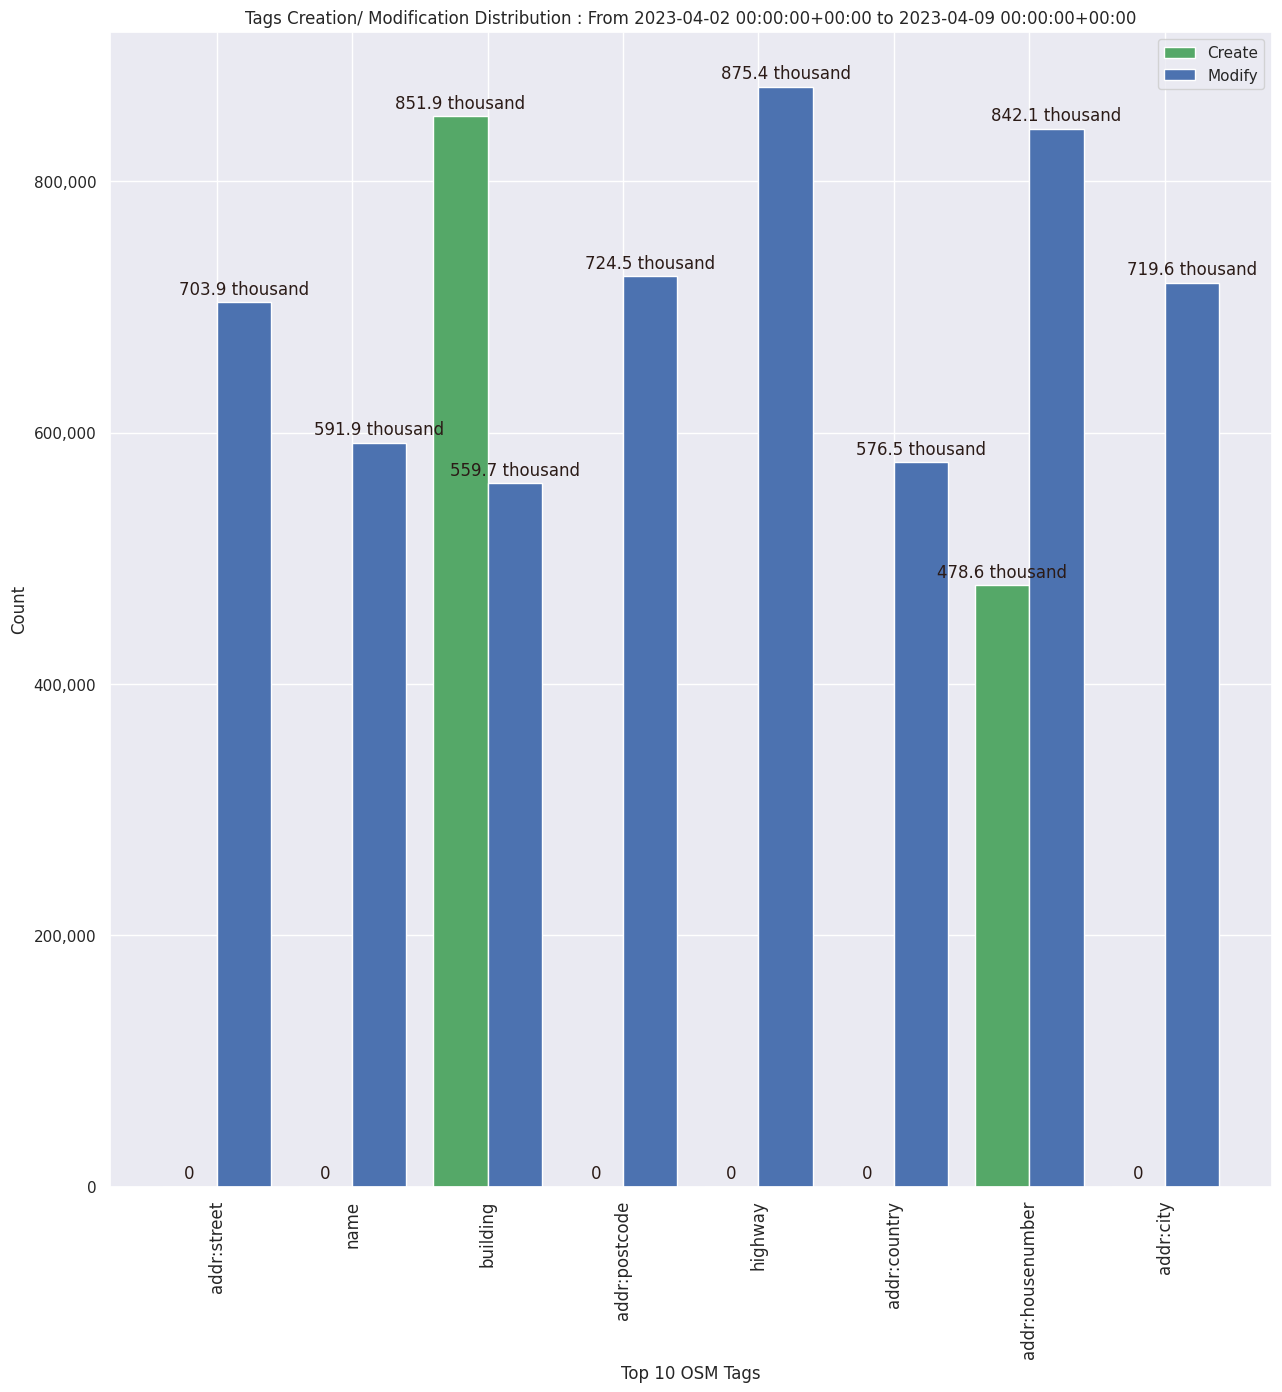 Tags Creation/ Modification Distribution : From 2023-04-02 00:00:00+00:00 to 2023-04-09 00:00:00+00:00
Create
Modify
875.4 thousand
851.9 thousand
842.1 thousand
800,000
724.5 thousand
719.6 thousand
703.9 thousand
600,000
591.9 thousand
576.5 thousand
559.7 thousand
478.6 thousand
Count
400,000
200,000
0
0
0
0
0
0
0
addr:street
name
building
addr:postcode
highway
addr:country
addr:housenumber
addr:city
Top 10 OSM Tags